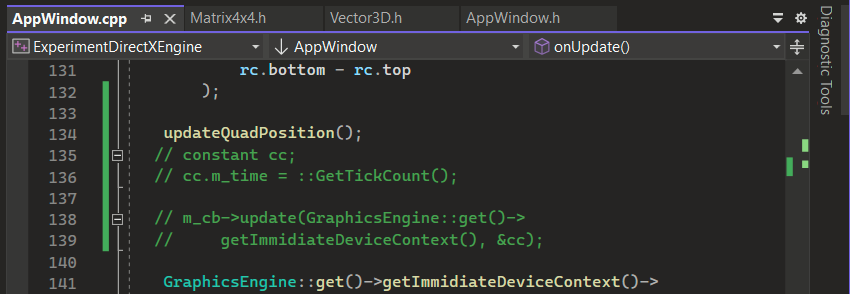 AppWindow.cpp Matrix4x4.h Vector3D.h AppWindow.h
ExperimentDirectXEngine AppWindow onUpdate()
Diagnostic Tools
131 rc.bottom - rc.top
132 );
133
134 updateQuadPosition();
135 // constant cc;
136 // cc.m_time = ::GetTickCount();
137
138 // m_cb->update(GraphicsEngine::get()->
139 // getImmidiateDeviceContext(), &cc);
140
141 GraphicsEngine::get()->getImmidiateDeviceContext()->